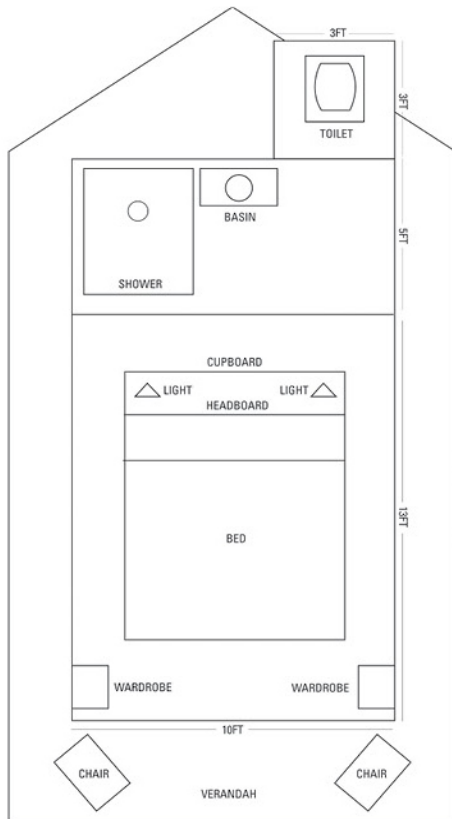 3FT
3FT
TOILET
BASIN
5FT
SHOWER
CUPBOARD
LIGHT
LIGHT
HEADBOARD
13FT
BED
WARDROBE
WARDROBE
10FT
CHAIR
CHAIR
VERANDAH